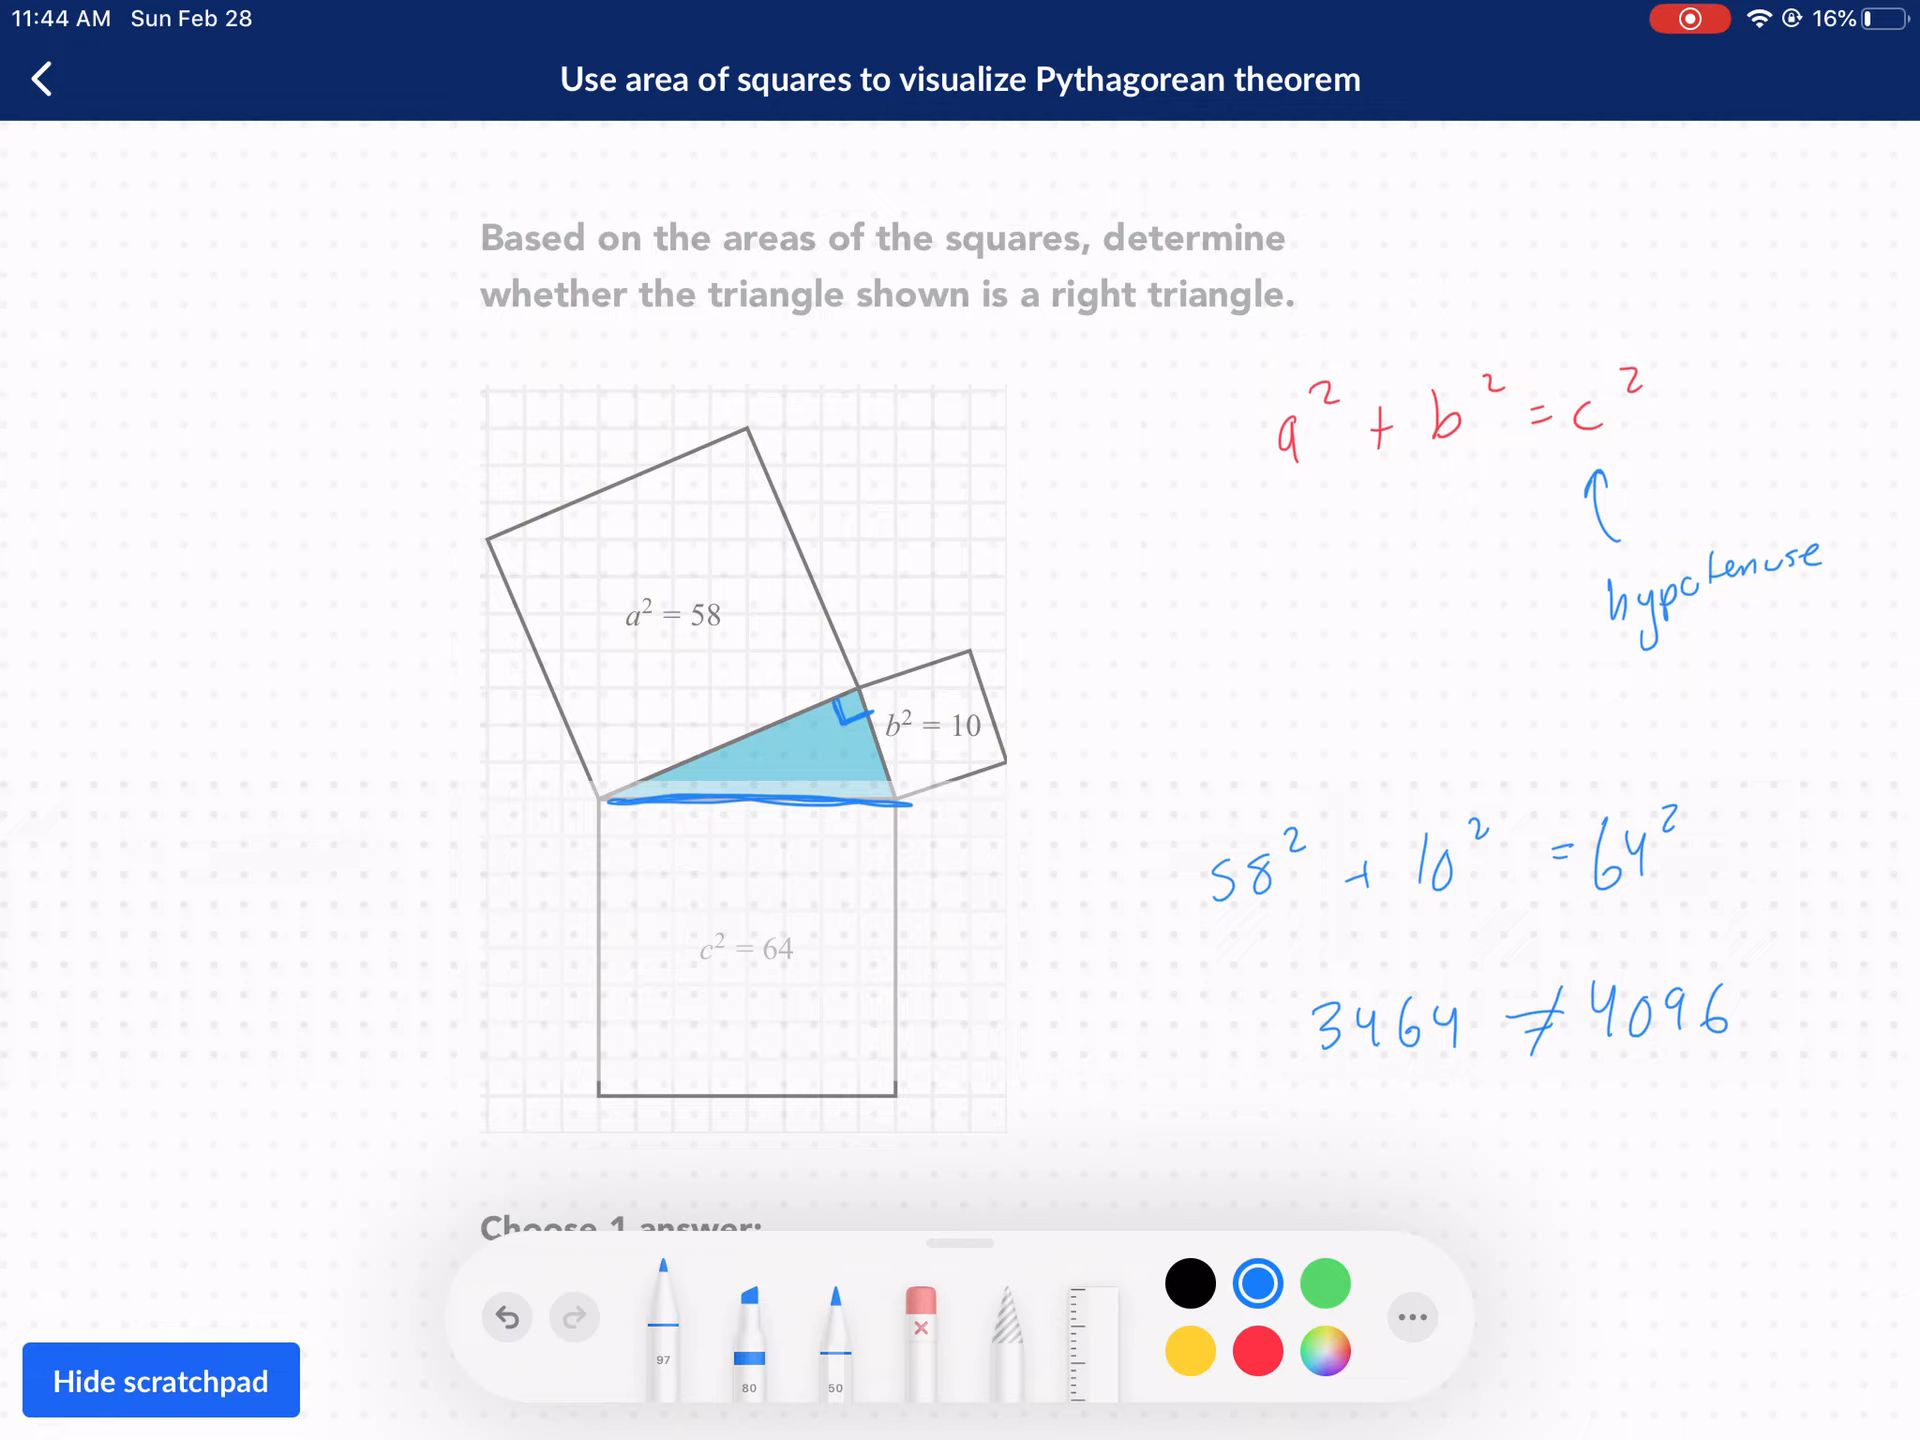 11:44 AM Sun Feb 28
16%
Use area of squares to visualize Pythagorean theorem
Based on the areas of the squares, determine
whether the triangle shown is a right triangle.
a² + b² = c²
hypotenuse
a² = 58
b² = 10
58² + 10² = 64²
c² = 64
3464 ≠ 4096
Choose 1 answer:
97
80
50
Hide scratchpad